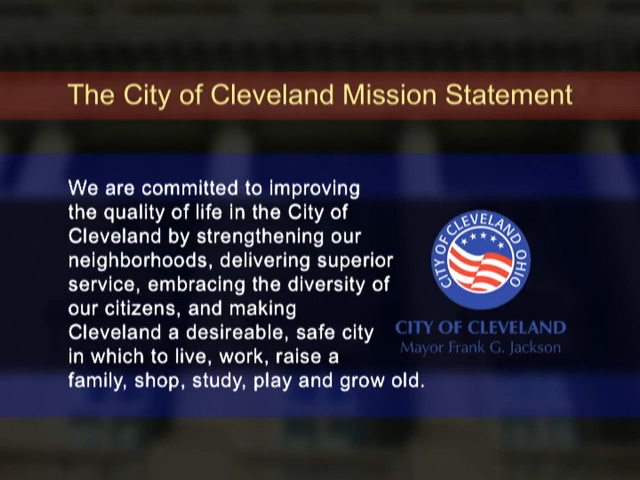 The City of Cleveland Mission Statement
We are committed to improving
the quality of life in the City of
Cleveland by strengthening our
neighborhoods, delivering superior
service, embracing the diversity of
our citizens, and making
Cleveland a desireable, safe city
in which to live, work, raise a
family, shop, study, play and grow old.
CITY OF CLEVELAND, OHIO
CITY OF CLEVELAND
Mayor Frank G. Jackson